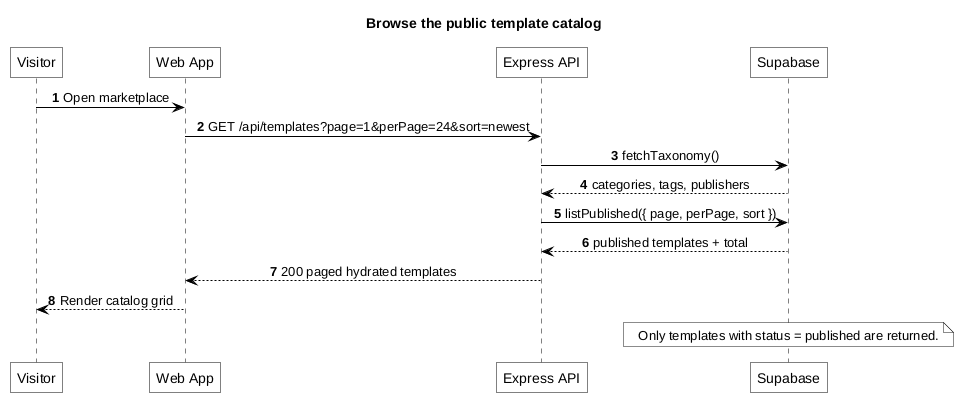 Browse the public template catalog
Visitor
Web App
Express API
Supabase
1 Open marketplace
2 GET /api/templates?page=1&perPage=24&sort=newest
3 fetchTaxonomy()
4 categories, tags, publishers
5 listPublished({ page, perPage, sort })
6 published templates + total
7 200 paged hydrated templates
8 Render catalog grid
Only templates with status = published are returned.
Visitor
Web App
Express API
Supabase